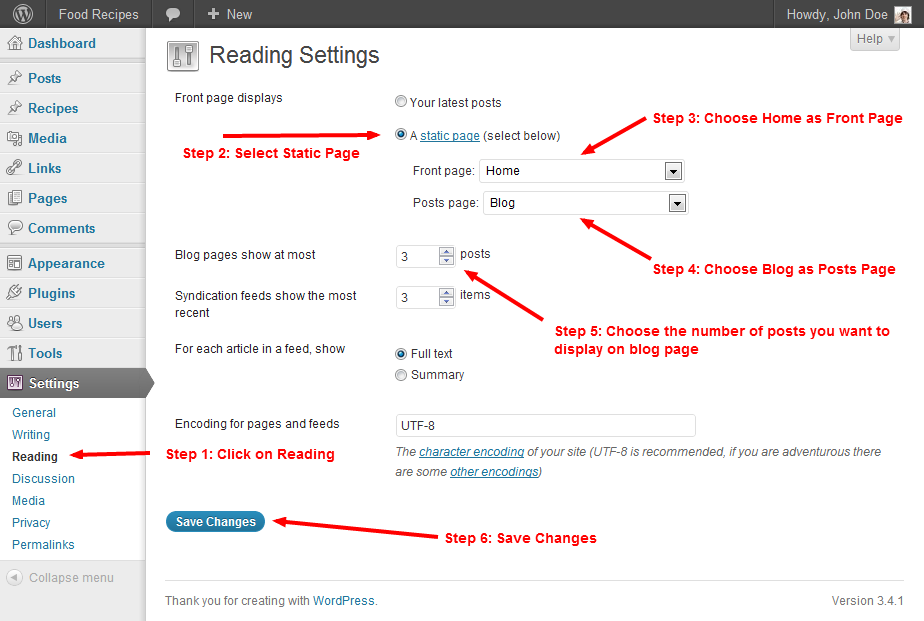 Food Recipes
New
Howdy, John Doe
Dashboard
Posts
Recipes
Media
Links
Pages
Comments
Appearance
Plugins
Users
Tools
Settings
General
Writing
Reading
Discussion
Media
Privacy
Permalinks
Collapse menu
Help
Reading Settings
Front page displays
Your latest posts
A static page (select below)
Step 2: Select Static Page
Step 3: Choose Home as Front Page
Front page: Home
Posts page: Blog
Step 4: Choose Blog as Posts Page
Blog pages show at most
3 posts
Syndication feeds show the most
recent
3 items
Step 5: Choose the number of posts you want to
display on blog page
For each article in a feed, show
Full text
Summary
Encoding for pages and feeds
UTF-8
The character encoding of your site (UTF-8 is recommended, if you are adventurous there
are some other encodings)
Step 1: Click on Reading
Save Changes
Step 6: Save Changes
Thank you for creating with WordPress.
Version 3.4.1